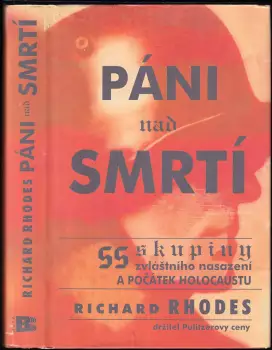 RICHARD RHODES PÁNI nad SMRTÍ
PÁNI
nad
SMRTÍ
SS skupiny
zvláštního nasazení
A POČÁTEK HOLOCAUSTU
RICHARD RHODES
držitel Pulitzerovy ceny